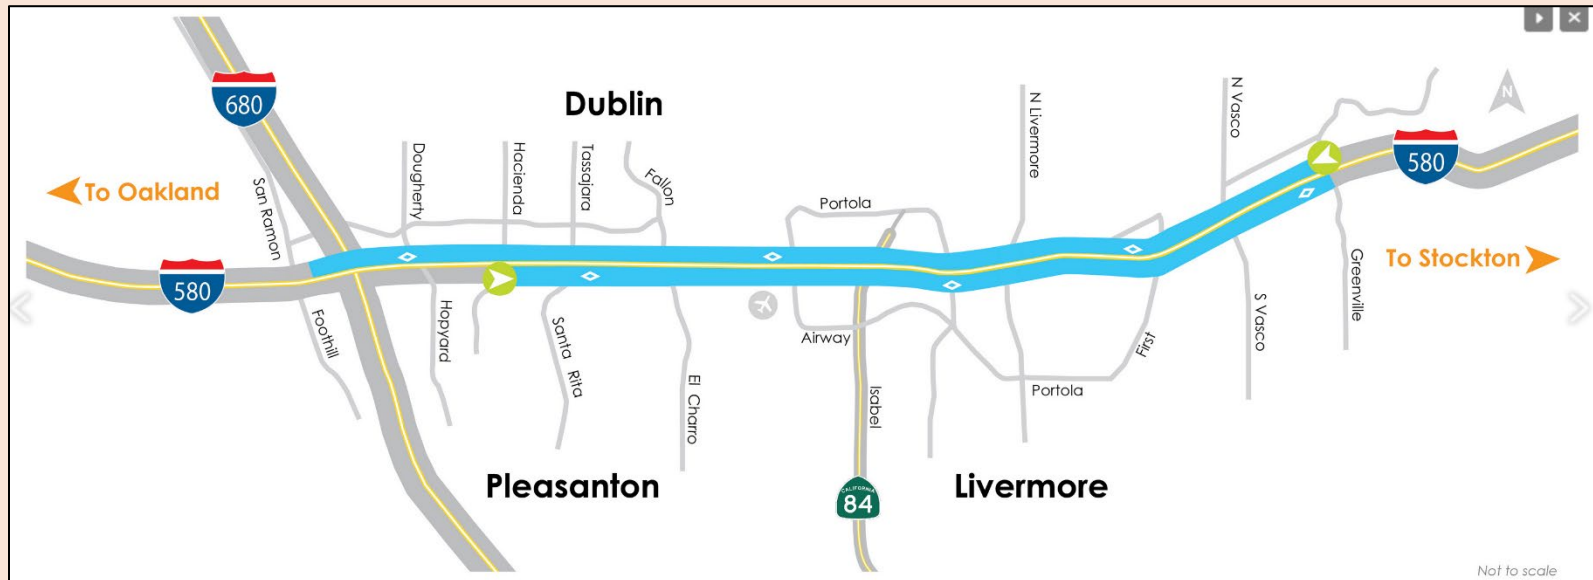 680
Dublin
To Oakland
San Ramon
Dougherty
Hacienda
Tassajara
Fallon
Portola
N Livermore
N Vasco
N
580
To Stockton
580
Foothill
Hopyard
Santa Rita
El Charro
Airway
Isabel
Portola
First
S Vasco
Greenville
Pleasanton
Livermore
CALIFORNIA
84
Not to scale